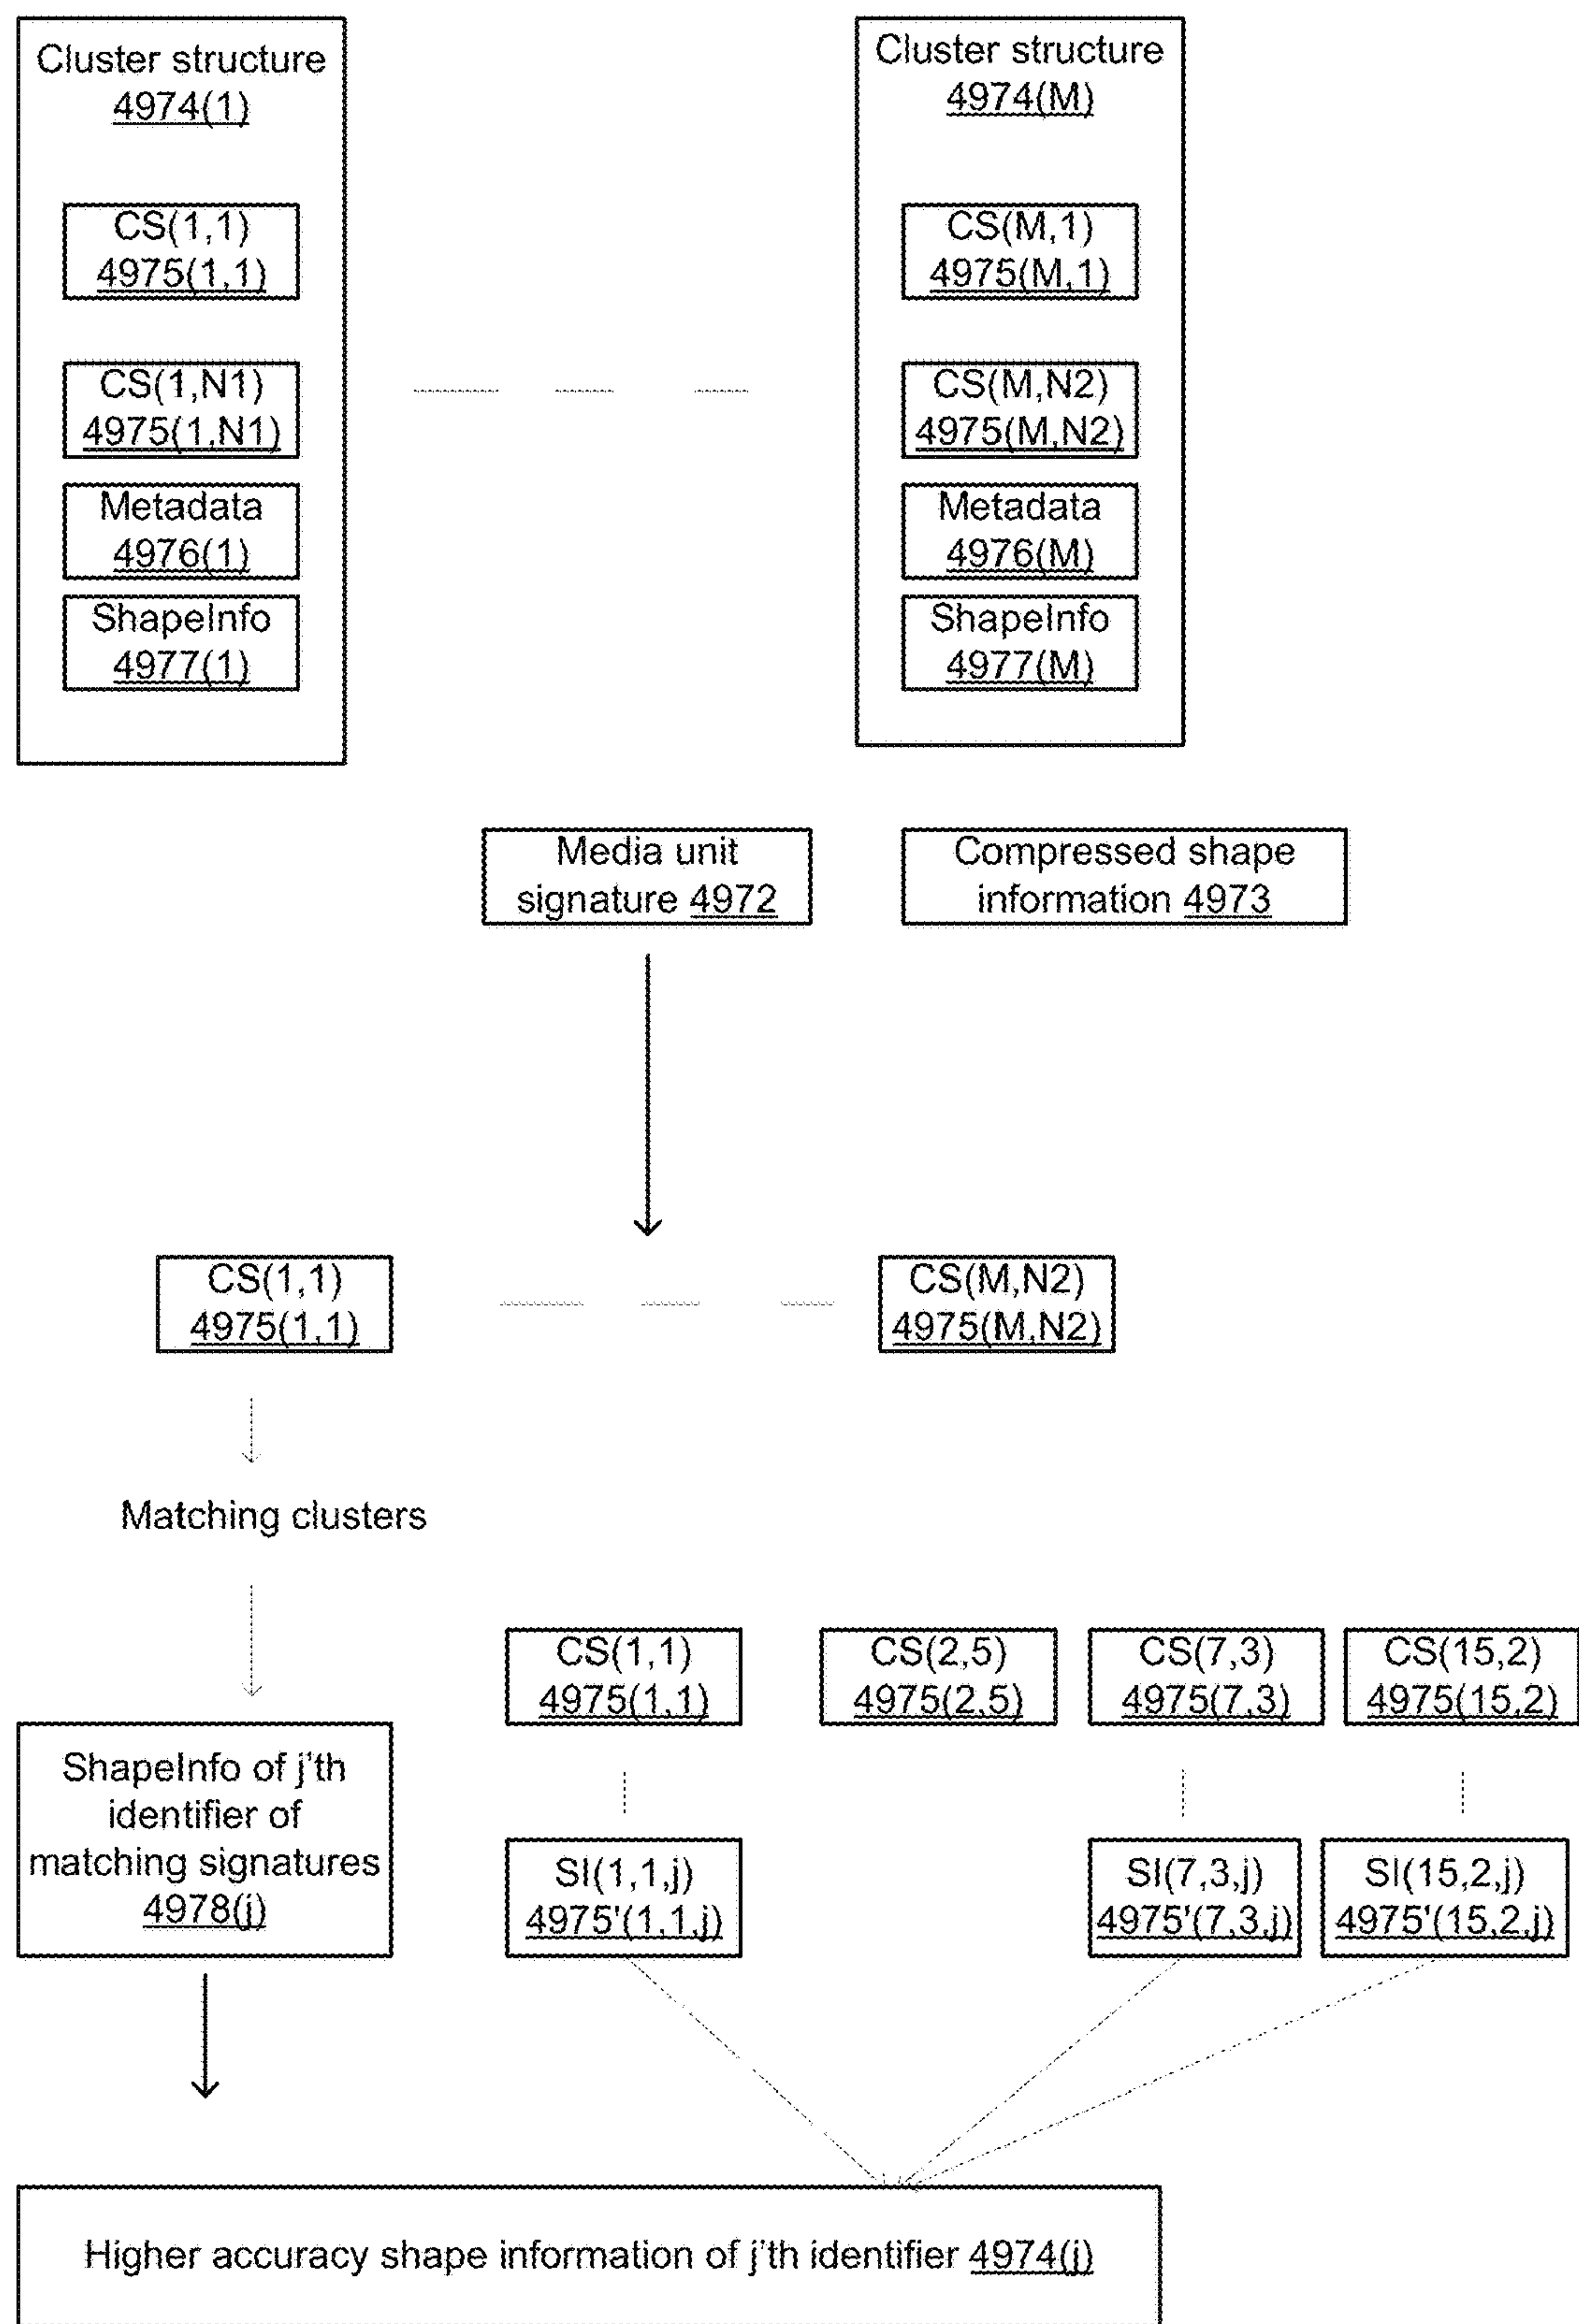 Cluster structure
4974(1)
CS(1,1)
4975(1,1)
CS(1,N1)
4975(1,N1)
Metadata
4976(1)
ShapeInfo
4977(1)
Cluster structure
4974(M)
CS(M,1)
4975(M,1)
CS(M,N2)
4975(M,N2)
Metadata
4976(M)
ShapeInfo
4977(M)
Media unit
signature 4972
Compressed shape
information 4973
CS(1,1)
4975(1,1)
CS(M,N2)
4975(M,N2)
Matching clusters
ShapeInfo of j'th
identifier of
matching signatures
4978(j)
CS(1,1)
4975(1,1)
CS(2,5)
4975(2,5)
CS(7,3)
4975(7,3)
CS(15,2)
4975(15,2)
SI(1,1,j)
4975'(1,1,j)
SI(7,3,j)
4975'(7,3,j)
SI(15,2,j)
4975'(15,2,j)
Higher accuracy shape information of j'th identifier 4974(j)